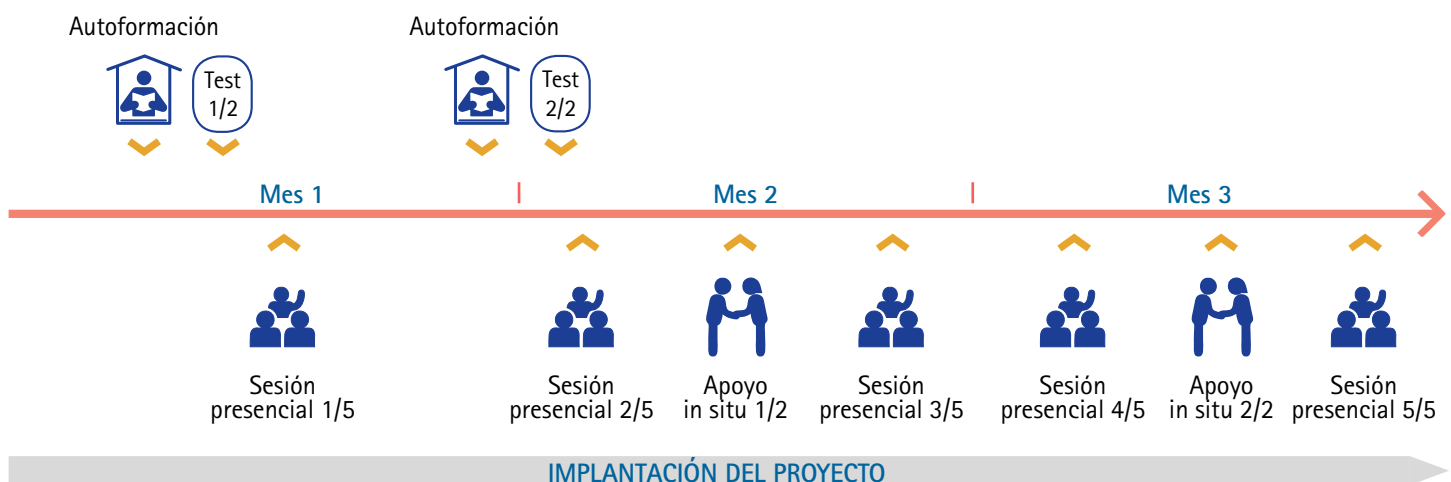 Autoformación
Autoformación
Test
1/2
Test
2/2
Mes 1
Mes 2
Mes 3
Sesión
presencial 1/5
Sesión
presencial 2/5
Apoyo
in situ 1/2
Sesión
presencial 3/5
Sesión
presencial 4/5
Apoyo
in situ 2/2
Sesión
presencial 5/5
IMPLANTACIÓN DEL PROYECTO